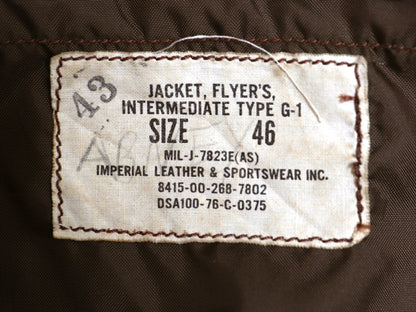 43
JACKET, FLYER'S,
INTERMEDIATE TYPE G-1
SIZE 46
MIL-J-7823E(AS)
IMPERIAL LEATHER & SPORTSWEAR INC.
8415-00-268-7802
DSA100-76-C-0375